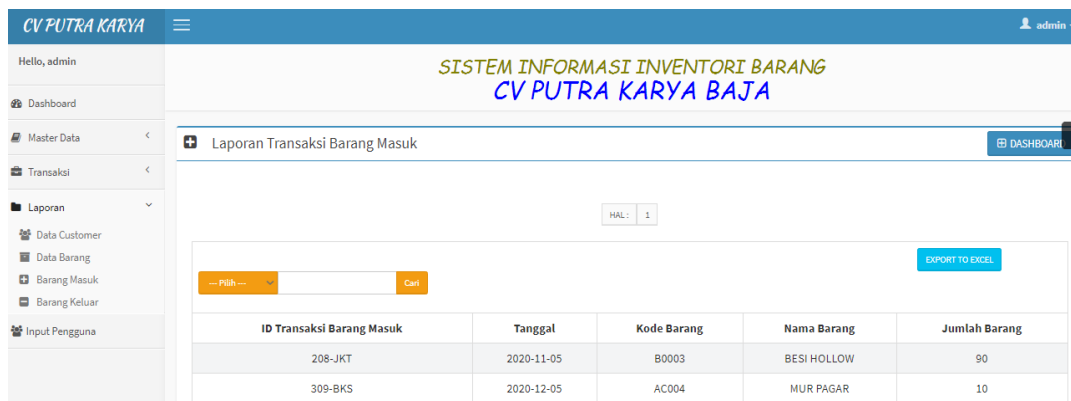 CV PUTRA KARYA
admin
Hello, admin
SISTEM INFORMASI INVENTORI BARANG
CV PUTRA KARYA BAJA
Dashboard
Master Data
Transaksi
Laporan
Data Customer
Data Barang
Barang Masuk
Barang Keluar
Input Pengguna
Laporan Transaksi Barang Masuk
DASHBOARD
HAL : 1
EXPORT TO EXCEL
--- Pilih --- Cari
ID Transaksi Barang Masuk Tanggal Kode Barang Nama Barang Jumlah Barang
208-JKT 2020-11-05 B0003 BESI HOLLOW 90
309-BKS 2020-12-05 AC004 MUR PAGAR 10